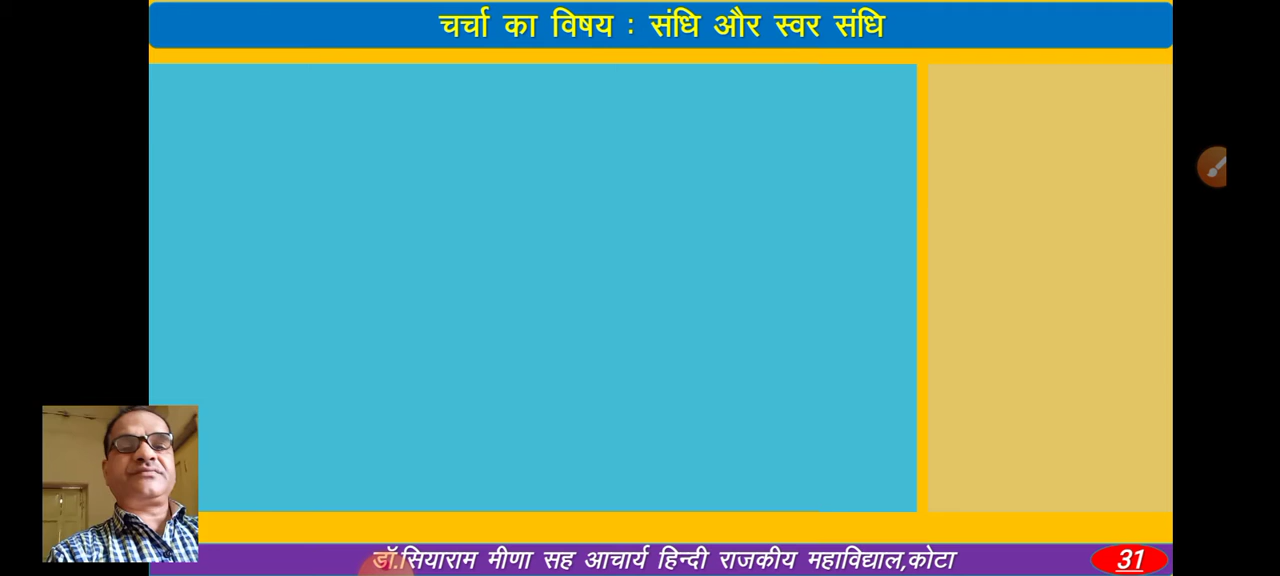 चर्चा का विषय : संधि और स्वर संधि
डॉ.सियाराम मीणा सह आचार्य हिन्दी राजकीय महाविद्याल,कोटा
31